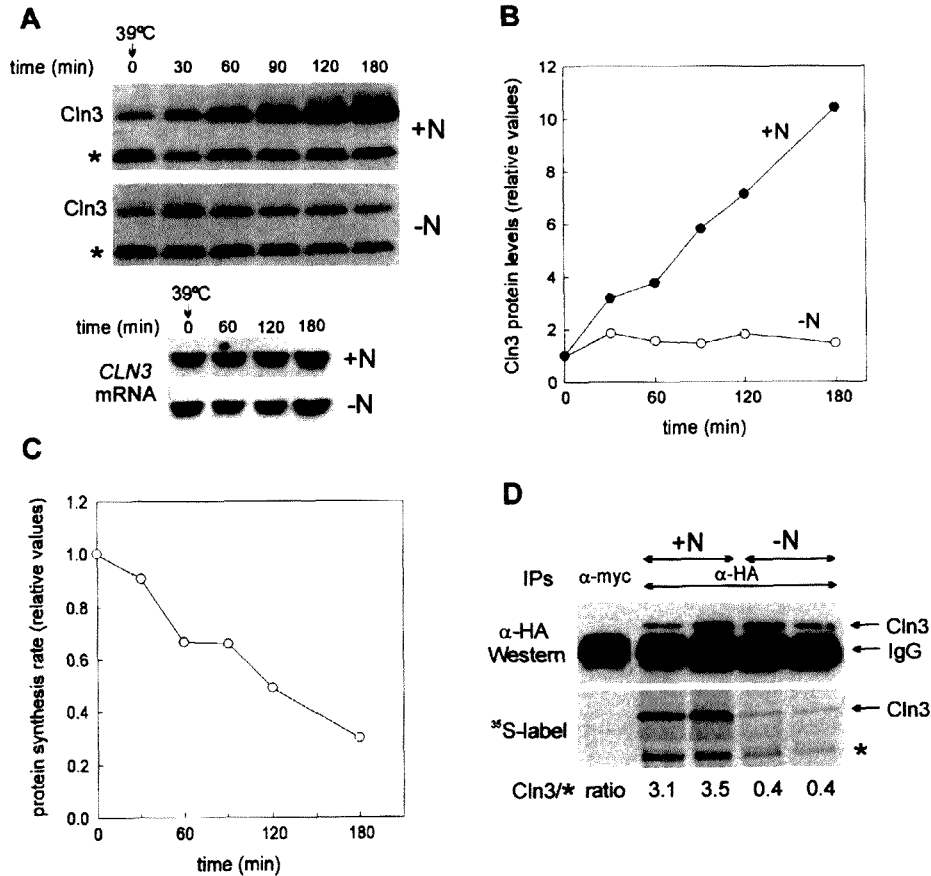 A
39ºC
time (min) 0 30 60 90 120 180
Cln3
*
+N
Cln3
*
-N
39ºC
time (min) 0 60 120 180
CLN3
mRNA
+N
-N
B
Cln3 protein levels (relative values)
12
10
8
6
4
2
0
+N
-N
0 60 120 180
time (min)
C
protein synthesis rate (relative values)
1.2
1.0
0.8
0.6
0.4
0.2
0.0
0 60 120 180
time (min)
D
+N -N
IPs α-myc α-HA
α-HA
Western
Cln3
IgG
³⁵S-label
Cln3
*
Cln3/* ratio 3.1 3.5 0.4 0.4